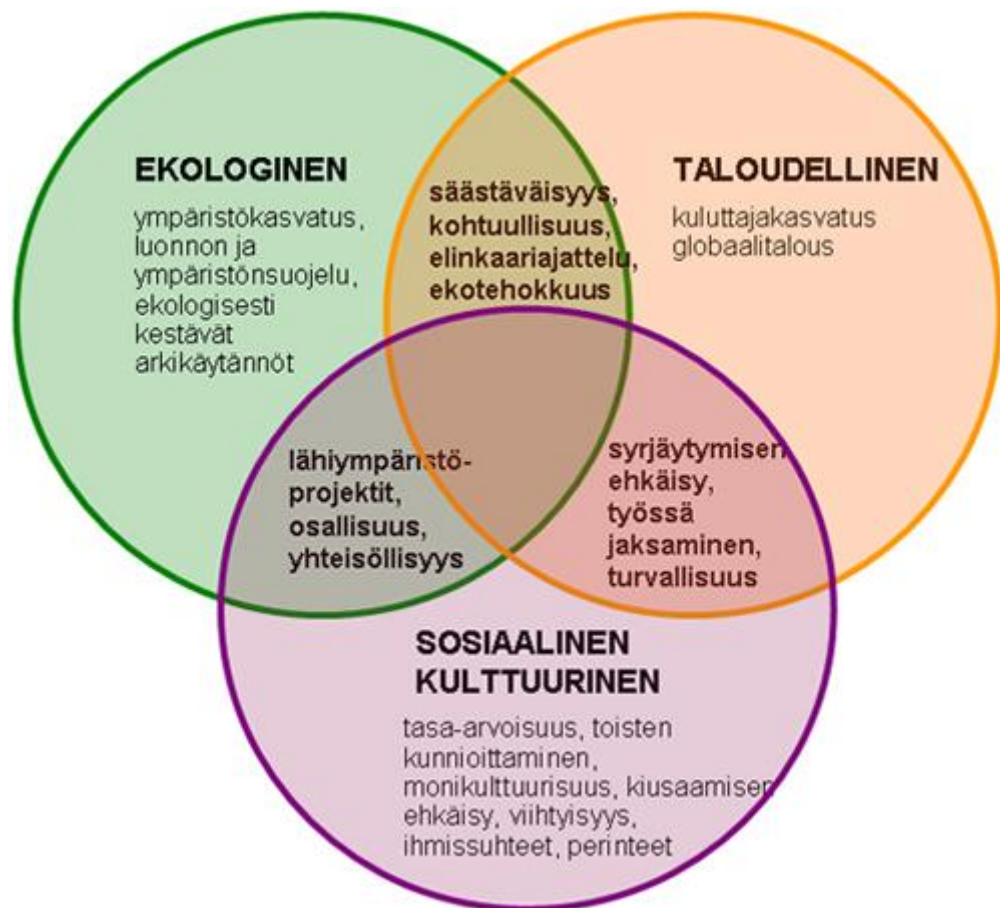 EKOLOGINEN
ympäristökasvatus,
luonnon ja
ympäristönsuojelu,
ekologisesti
kestävät
arkikäytännöt
säästäväisyys,
kohtuullisuus,
elinkaariajattelu,
ekotehokkuus
TALOUDELLINEN
kuluttajakasvatus
globaalitalous
lähiympäristö-
projektit,
osallisuus,
yhteisöllisyys
syrjäytymisen
ehkäisy,
työssä
jaksaminen,
turvallisuus
SOSIAALINEN
KULTTUURINEN
tasa-arvoisuus, toisten
kunnioittaminen,
monikulttuurisuus, kiusaamisen
ehkäisy, viihtyisyys,
ihmissuhteet, perinteet